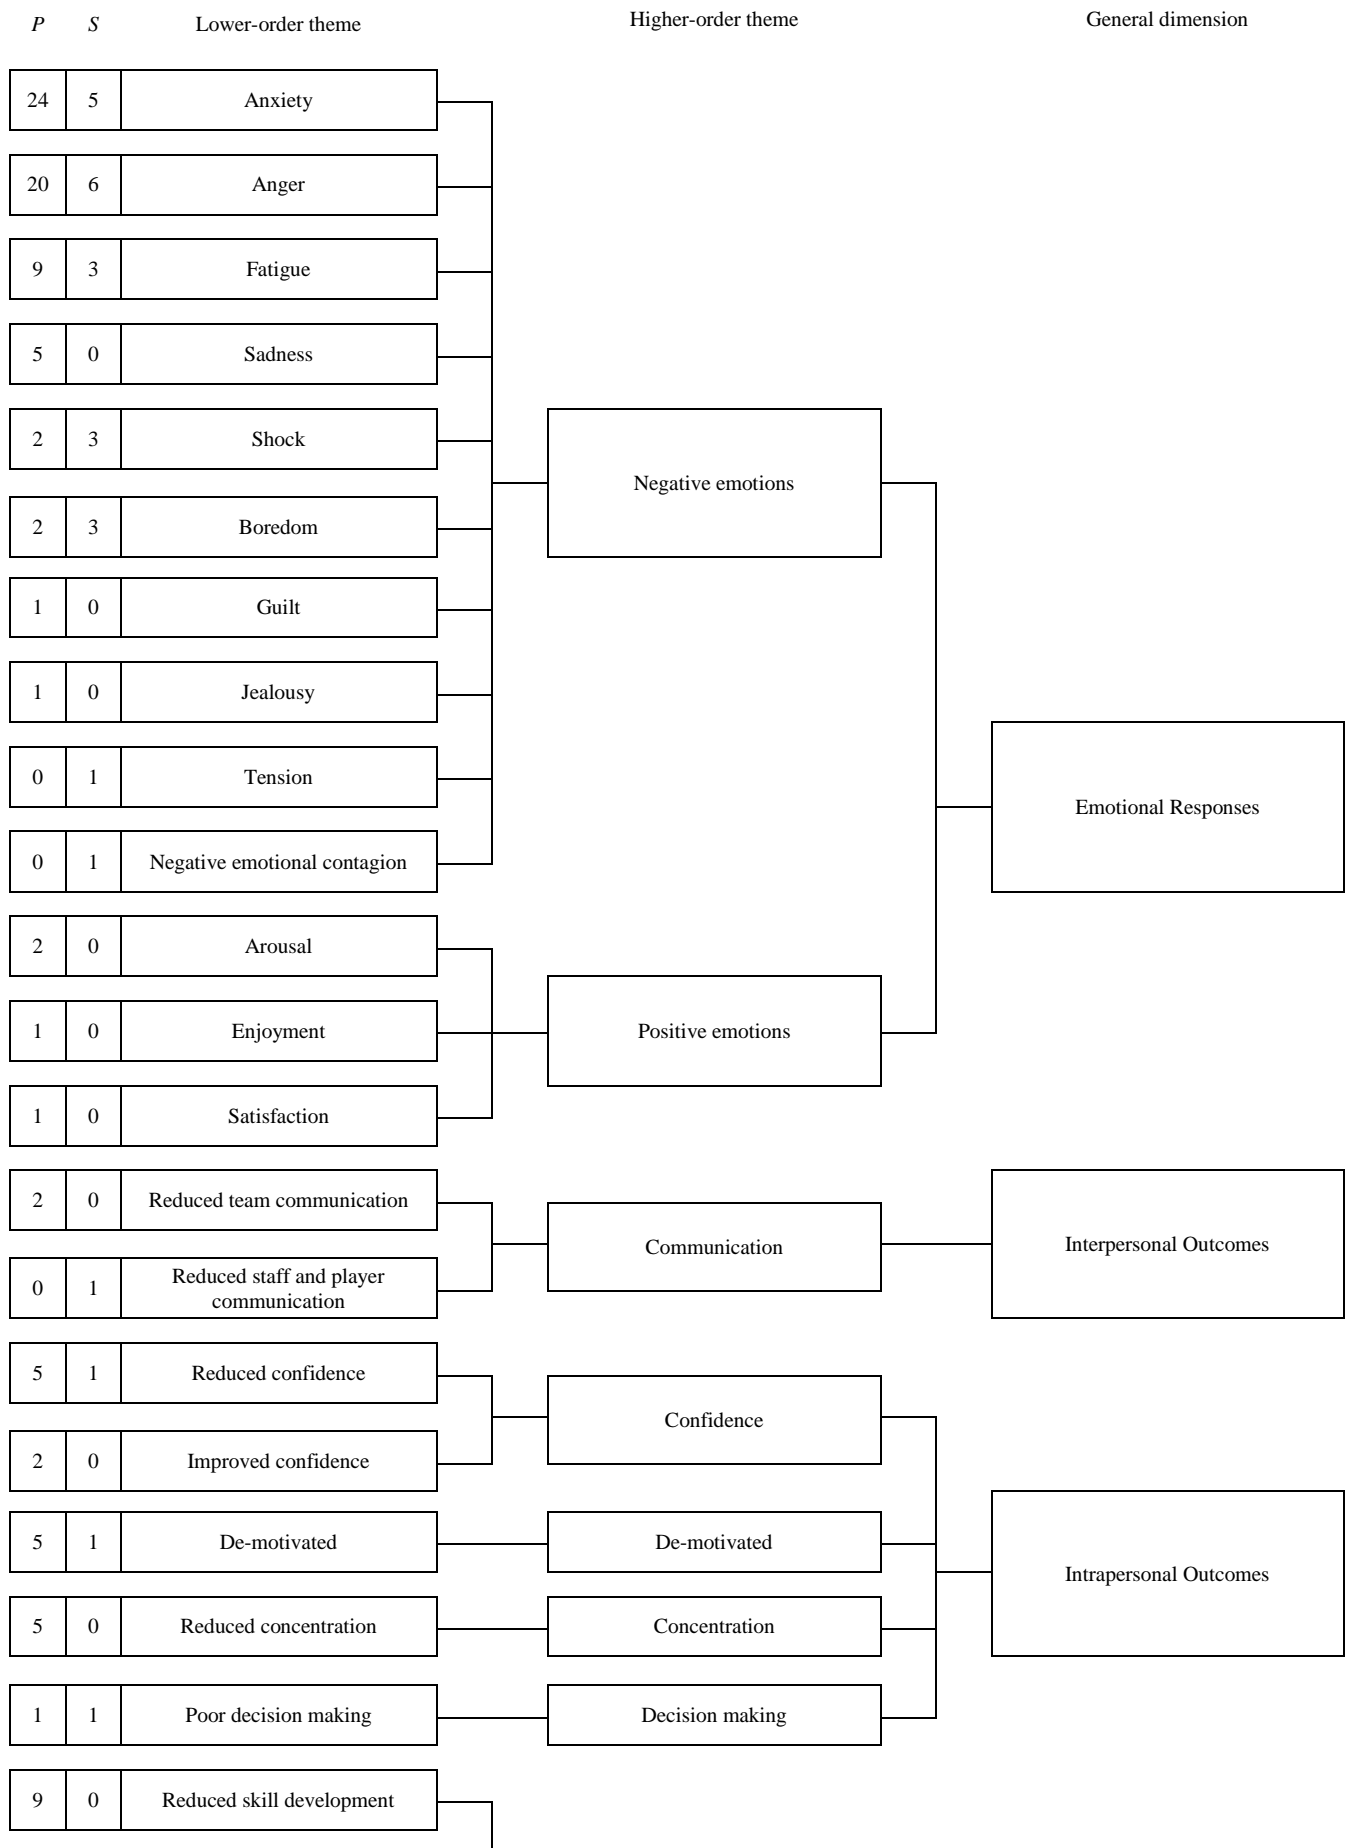 P S Lower-order theme Higher-order theme General dimension
24 5 Anxiety
20 6 Anger
9 3 Fatigue
5 0 Sadness
2 3 Shock
Negative emotions
2 3 Boredom
1 0 Guilt
1 0 Jealousy
0 1 Tension
Emotional Responses
0 1 Negative emotional contagion
2 0 Arousal
1 0 Enjoyment Positive emotions
1 0 Satisfaction
2 0 Reduced team communication
Communication Interpersonal Outcomes
0 1 Reduced staff and player
communication
5 1 Reduced confidence
Confidence
2 0 Improved confidence
5 1 De-motivated De-motivated
Intrapersonal Outcomes
5 0 Reduced concentration Concentration
1 1 Poor decision making Decision making
9 0 Reduced skill development